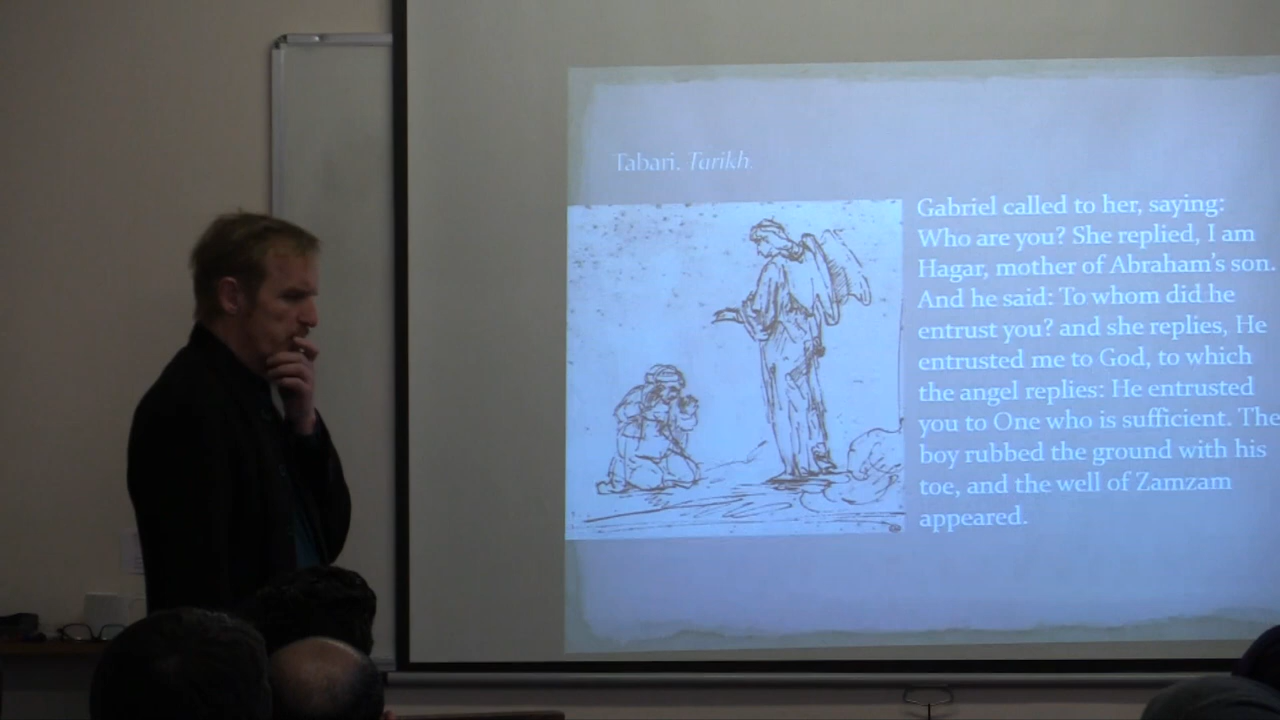 Tabari. Tarikh.
Gabriel called to her, saying:
Who are you? She replied, I am
Hagar, mother of Abraham's son.
And he said: To whom did he
entrust you? and she replies, He
entrusted me to God, to which
the angel replies: He entrusted
you to One who is sufficient. The
boy rubbed the ground with his
toe, and the well of Zamzam
appeared.